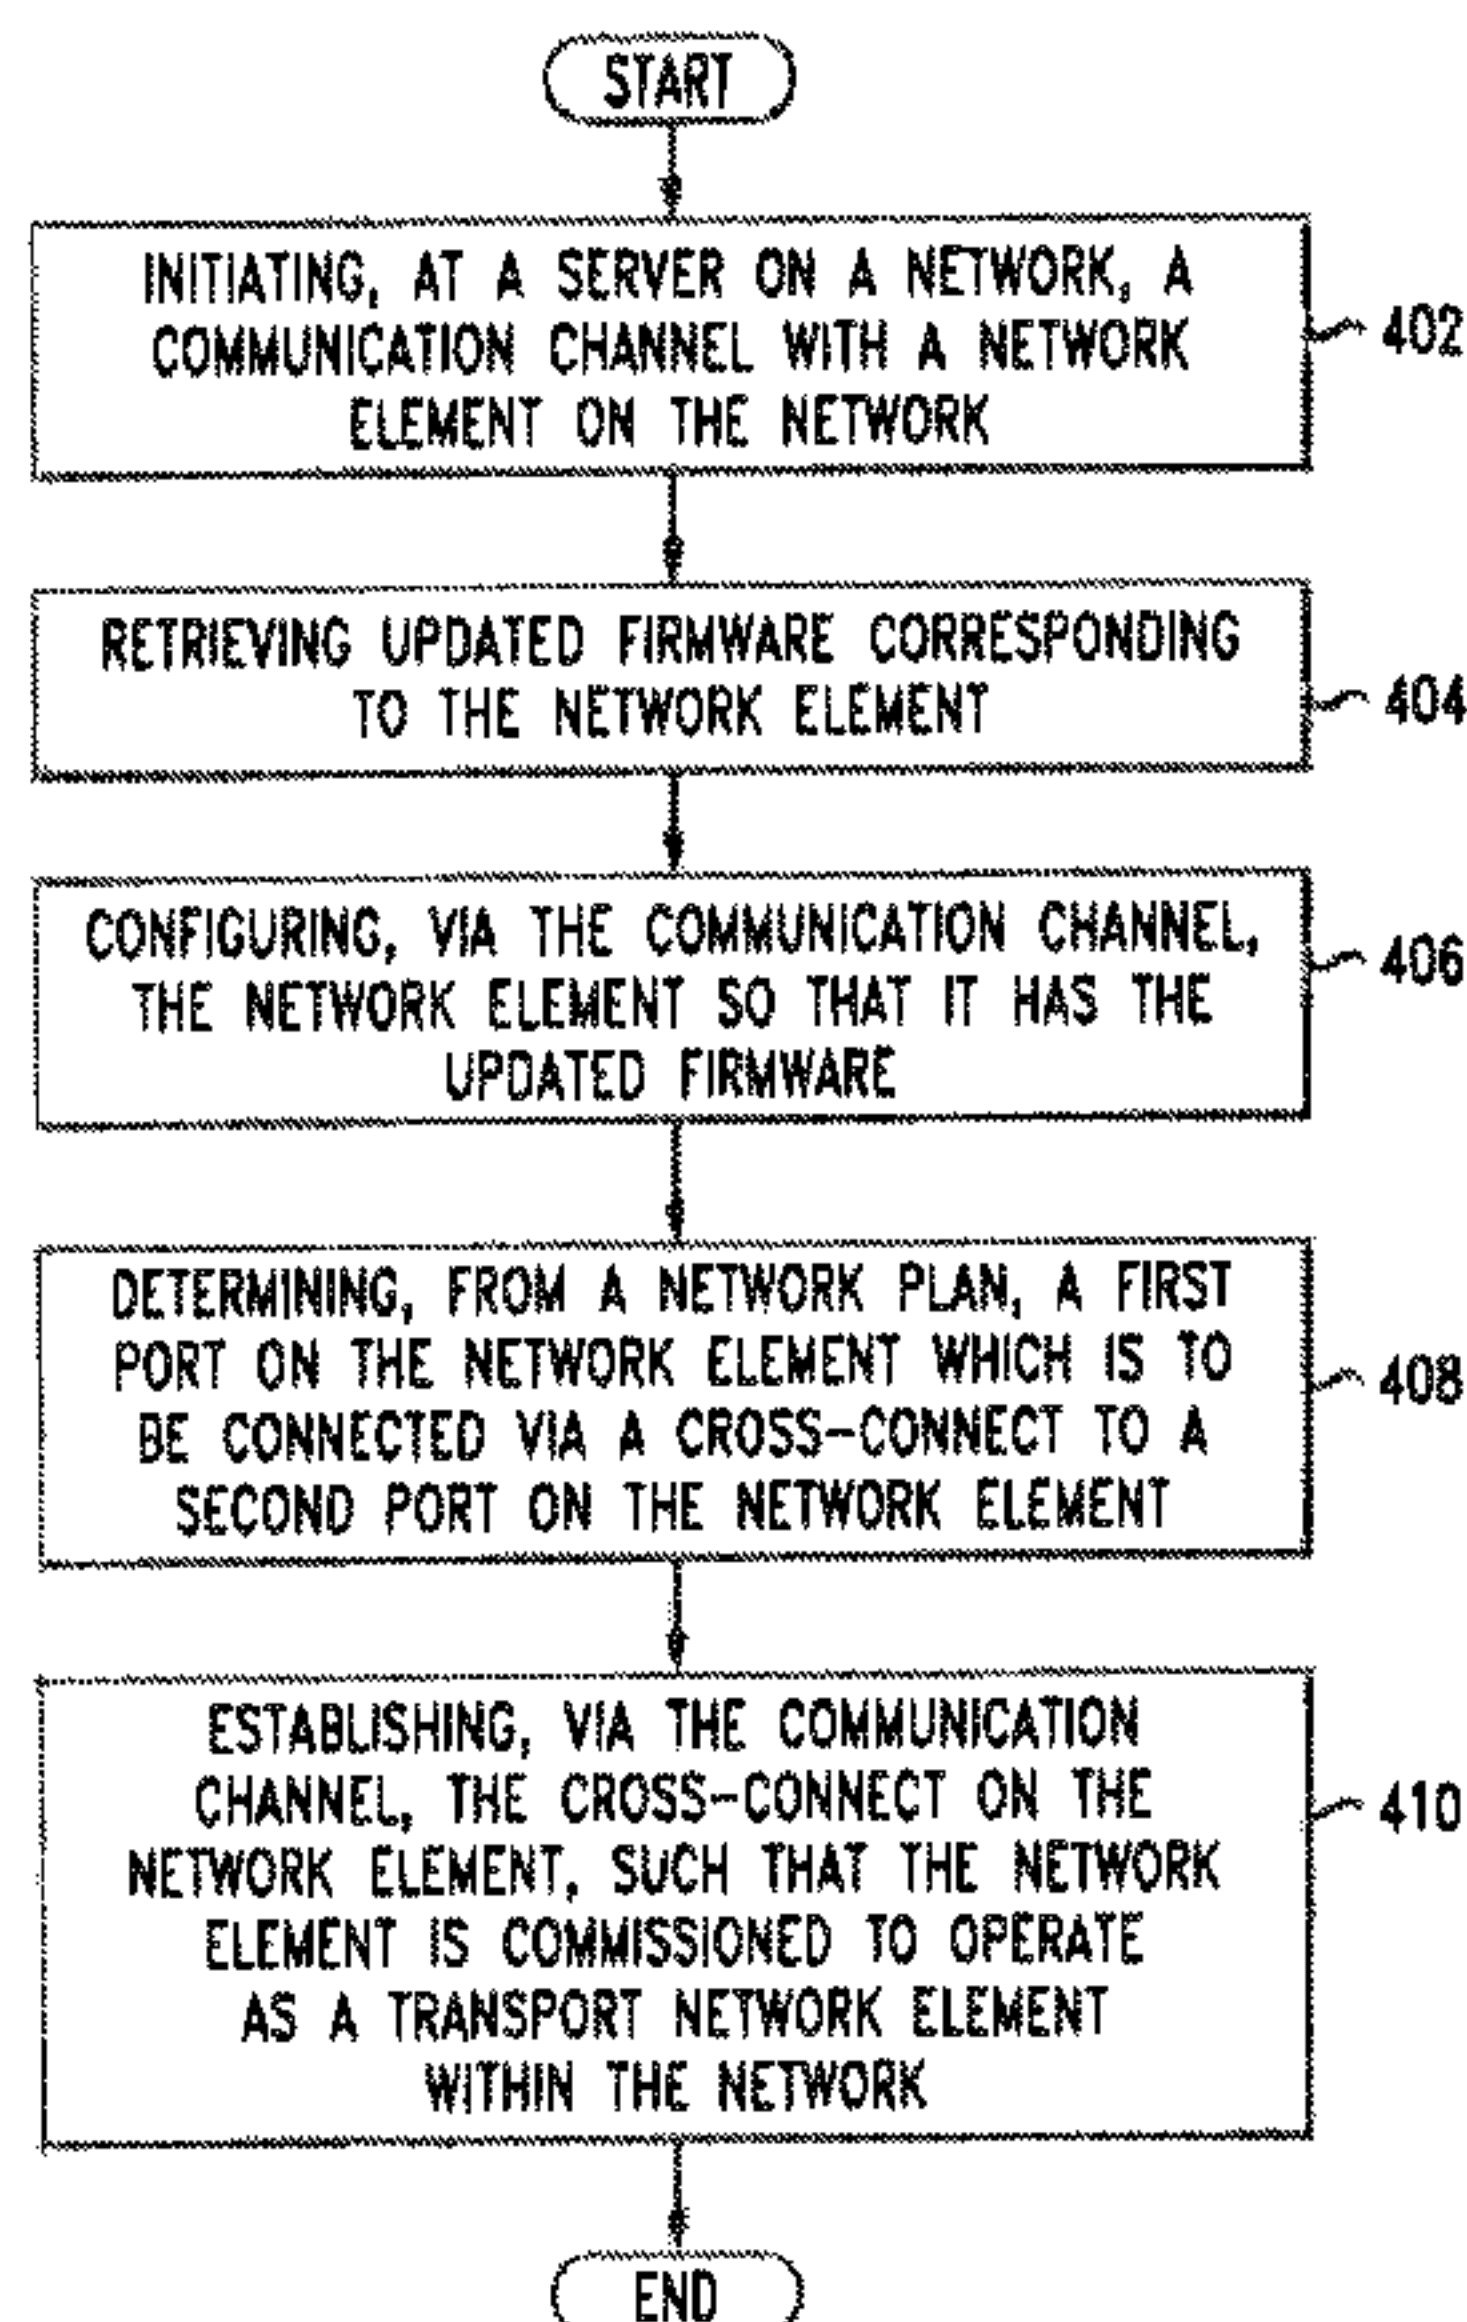 START
INITIATING, AT A SERVER ON A NETWORK, A
COMMUNICATION CHANNEL WITH A NETWORK
ELEMENT ON THE NETWORK
402
RETRIEVING UPDATED FIRMWARE CORRESPONDING
TO THE NETWORK ELEMENT
404
CONFIGURING, VIA THE COMMUNICATION CHANNEL,
THE NETWORK ELEMENT SO THAT IT HAS THE
UPDATED FIRMWARE
406
DETERMINING, FROM A NETWORK PLAN, A FIRST
PORT ON THE NETWORK ELEMENT WHICH IS TO
BE CONNECTED VIA A CROSS-CONNECT TO A
SECOND PORT ON THE NETWORK ELEMENT
408
ESTABLISHING, VIA THE COMMUNICATION
CHANNEL, THE CROSS-CONNECT ON THE
NETWORK ELEMENT, SUCH THAT THE NETWORK
ELEMENT IS COMMISSIONED TO OPERATE
AS A TRANSPORT NETWORK ELEMENT
WITHIN THE NETWORK
410
END